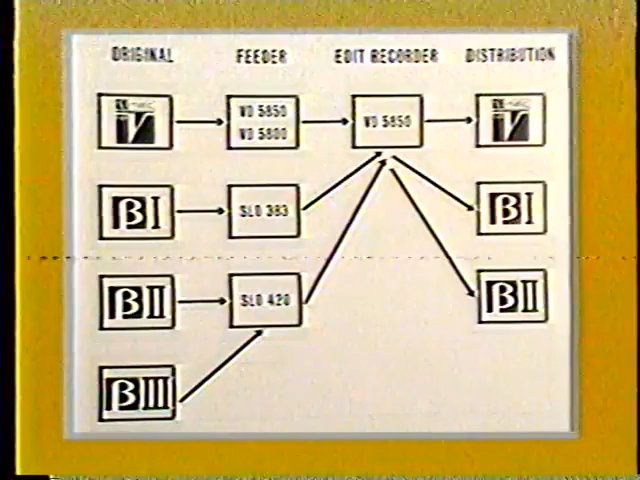 ORIGINAL FEEDER EDIT RECORDER DISTRIBUTION
VO 5850
VO 5800
VO 5850
βI
SLO 383
βI
βII
SLO 420
βII
βIII